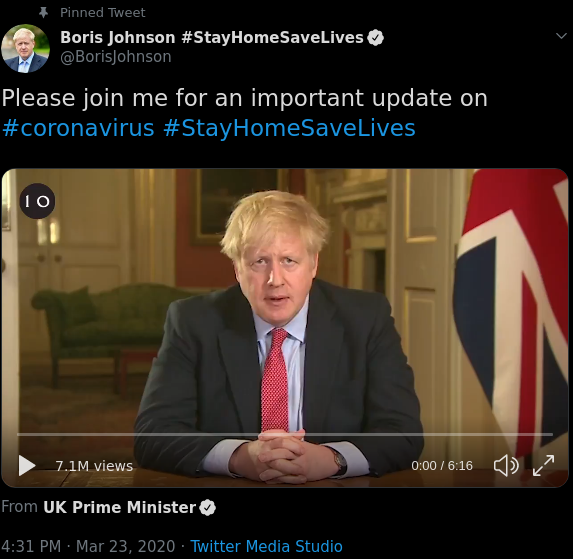 Pinned Tweet
Boris Johnson #StayHomeSaveLives
@BorisJohnson
Please join me for an important update on
#coronavirus #StayHomeSaveLives
10
7.1M views
0:00 / 6:16
From UK Prime Minister
4:31 PM · Mar 23, 2020 · Twitter Media Studio